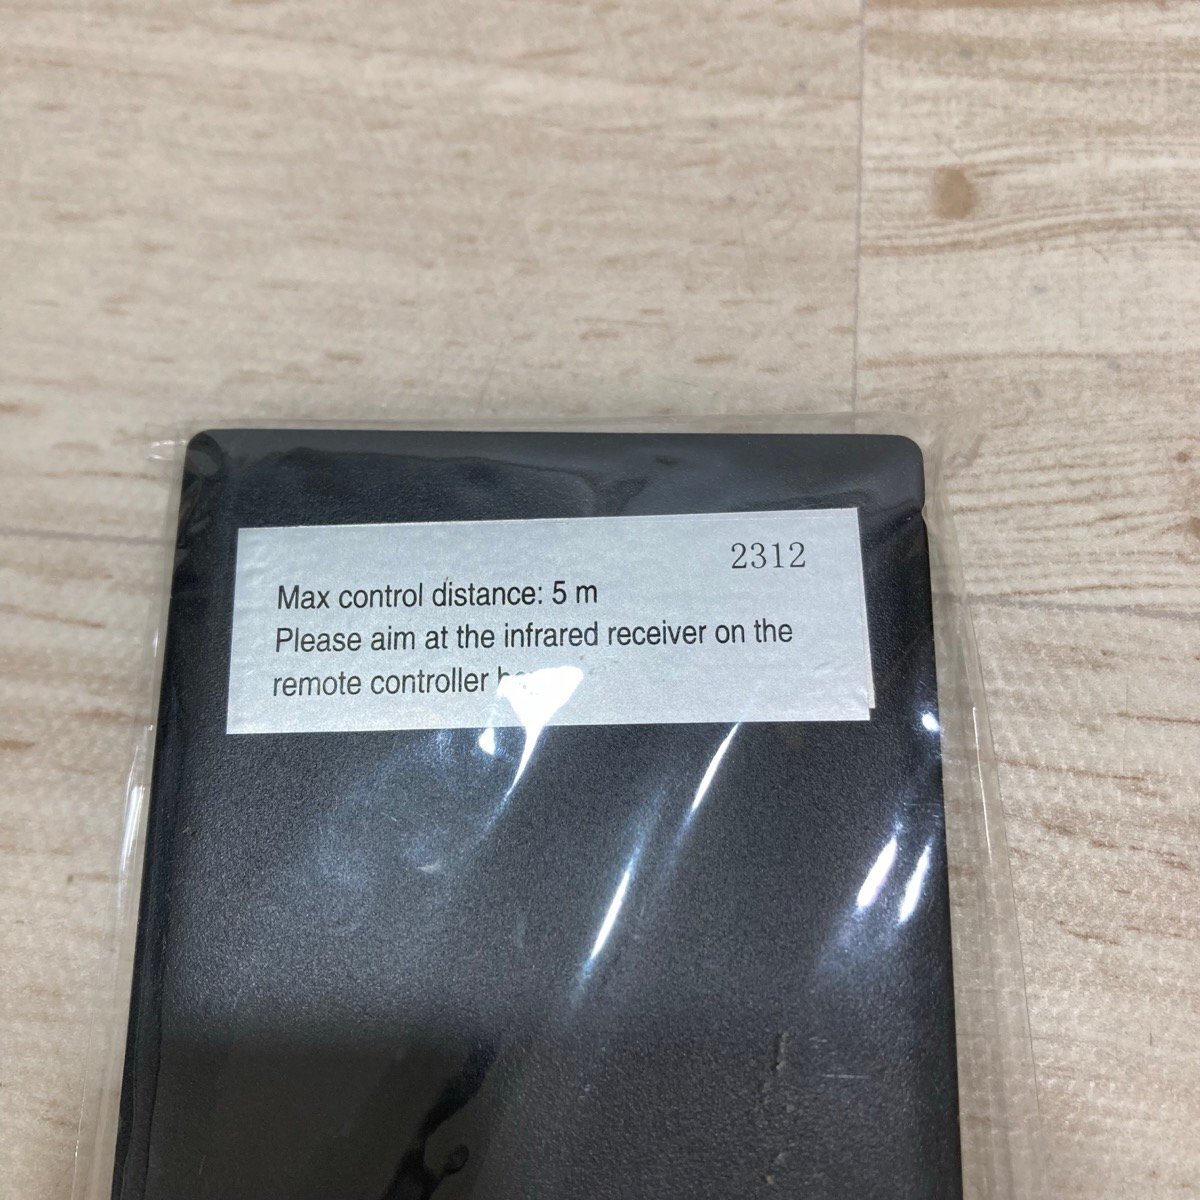 2312
Max control distance: 5 m
Please aim at the infrared receiver on the
remote controller